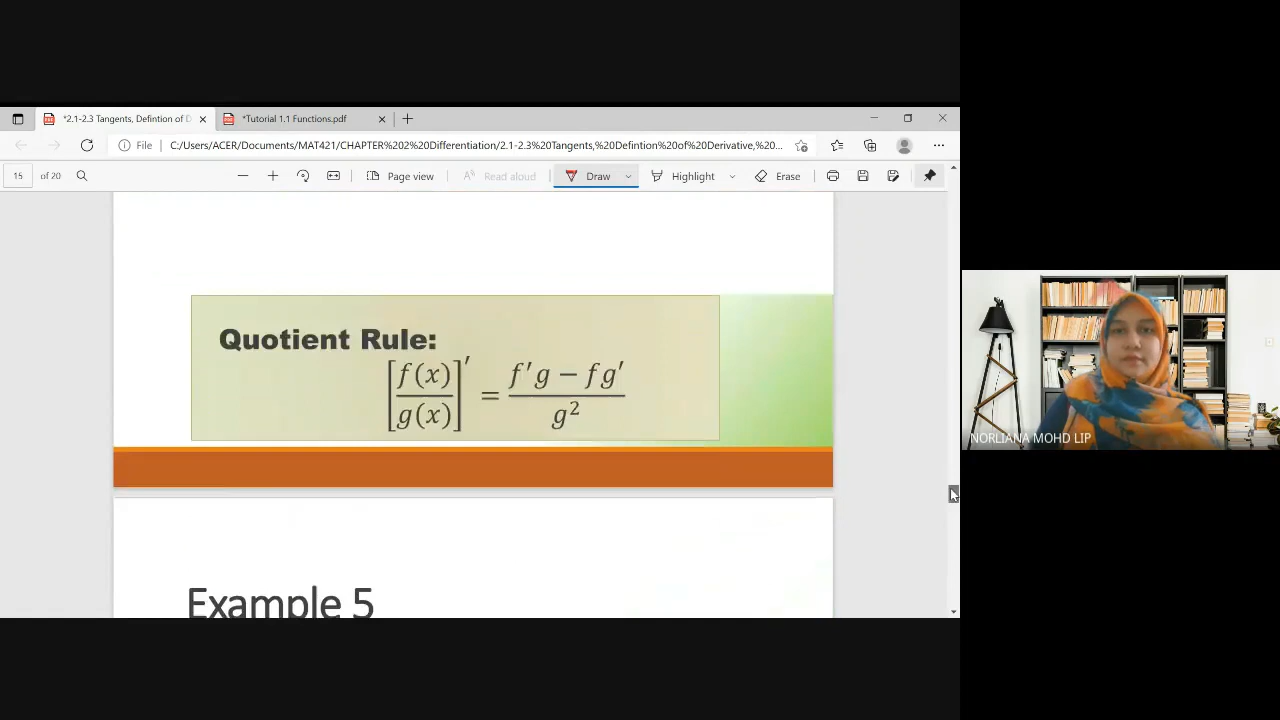 *2.1-2.3 Tangents, Defintion of D
*Tutorial 1.1 Functions.pdf
File
C:/Users/ACER/Documents/MAT421/CHAPTER%202%20Differentiation/2.1-2.3%20Tangents,%20Defintion%20of%20Derivative,%20...
15 of 20
Page view
Read aloud
Draw
Highlight
Erase
Quotient Rule:
[f(x)/g(x)]′ = (f′g − fg′)/g²
Example 5
NORLIANA MOHD LIP